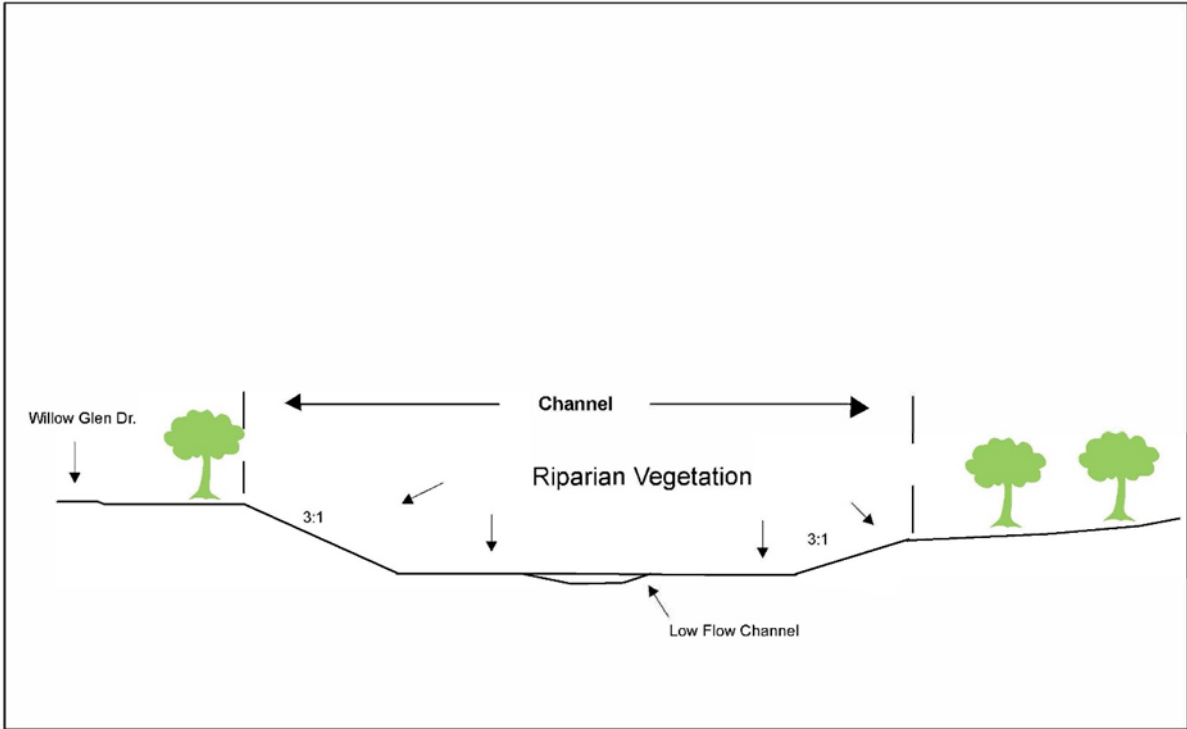 Channel
Willow Glen Dr.
Riparian Vegetation
3:1
3:1
Low Flow Channel